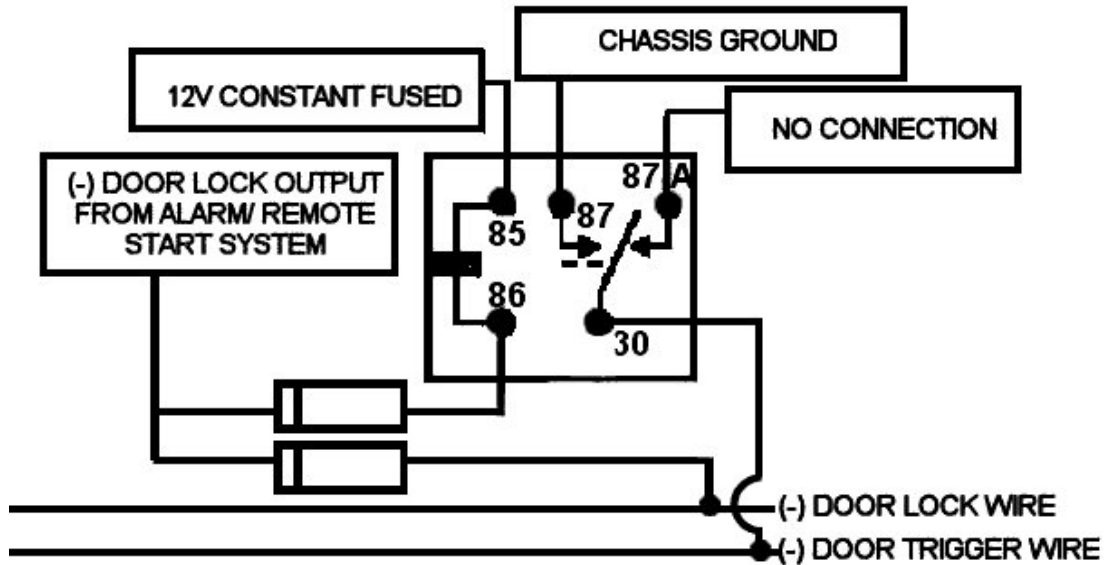 CHASSIS GROUND
12V CONSTANT FUSED
NO CONNECTION
(-) DOOR LOCK OUTPUT
FROM ALARM/ REMOTE
START SYSTEM
85
87
87A
86
30
(-) DOOR LOCK WIRE
(-) DOOR TRIGGER WIRE